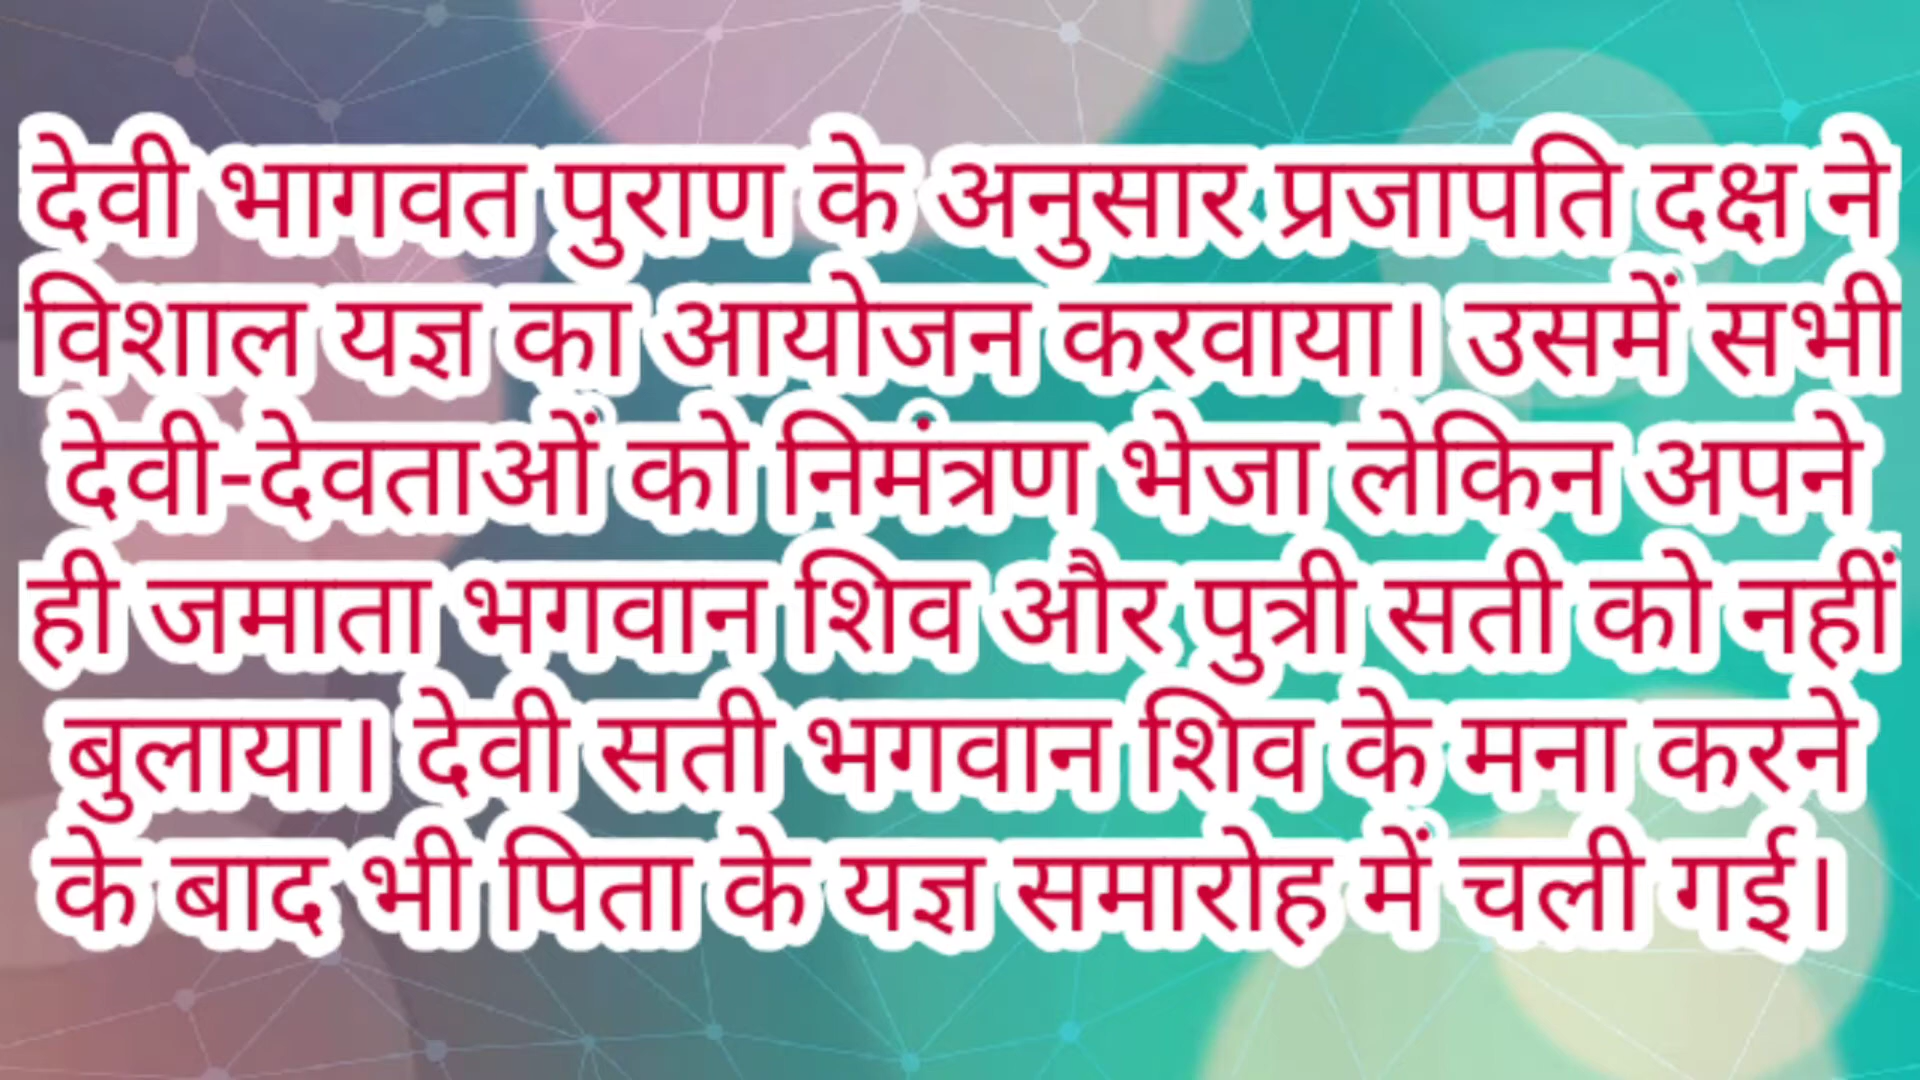 देवी भागवत पुराण के अनुसार प्रजापति दक्ष ने
विशाल यज्ञ का आयोजन करवाया। उसमें सभी
देवी-देवताओं को निमंत्रण भेजा लेकिन अपने
ही जमाता भगवान शिव और पुत्री सती को नहीं
बुलाया। देवी सती भगवान शिव के मना करने
के बाद भी पिता के यज्ञ समारोह में चली गई।